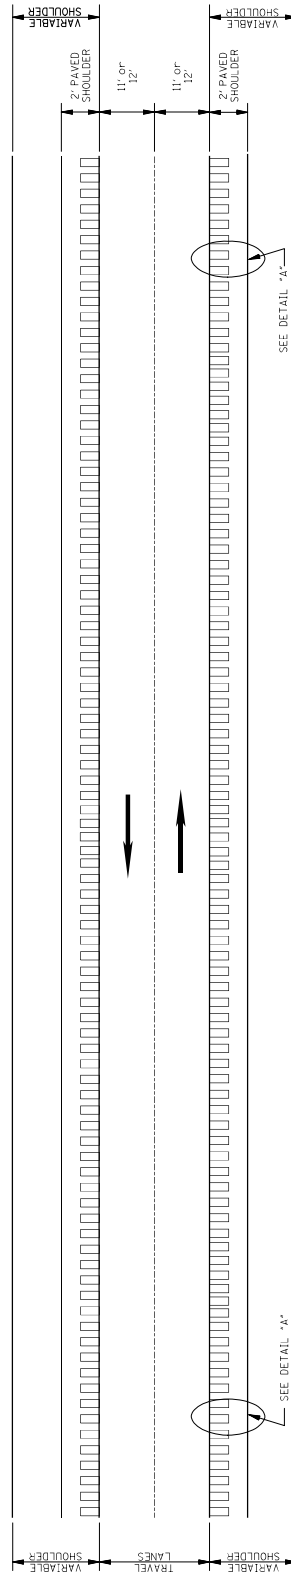 VARIABLE
SHOULDER
VARIABLE
SHOULDER
2' PAVED
SHOULDER
11' or
12'
11' or
12'
2' PAVED
SHOULDER
SEE DETAIL "A"
SEE DETAIL "A"
VARIABLE
SHOULDER
TRAVEL
LANES
VARIABLE
SHOULDER